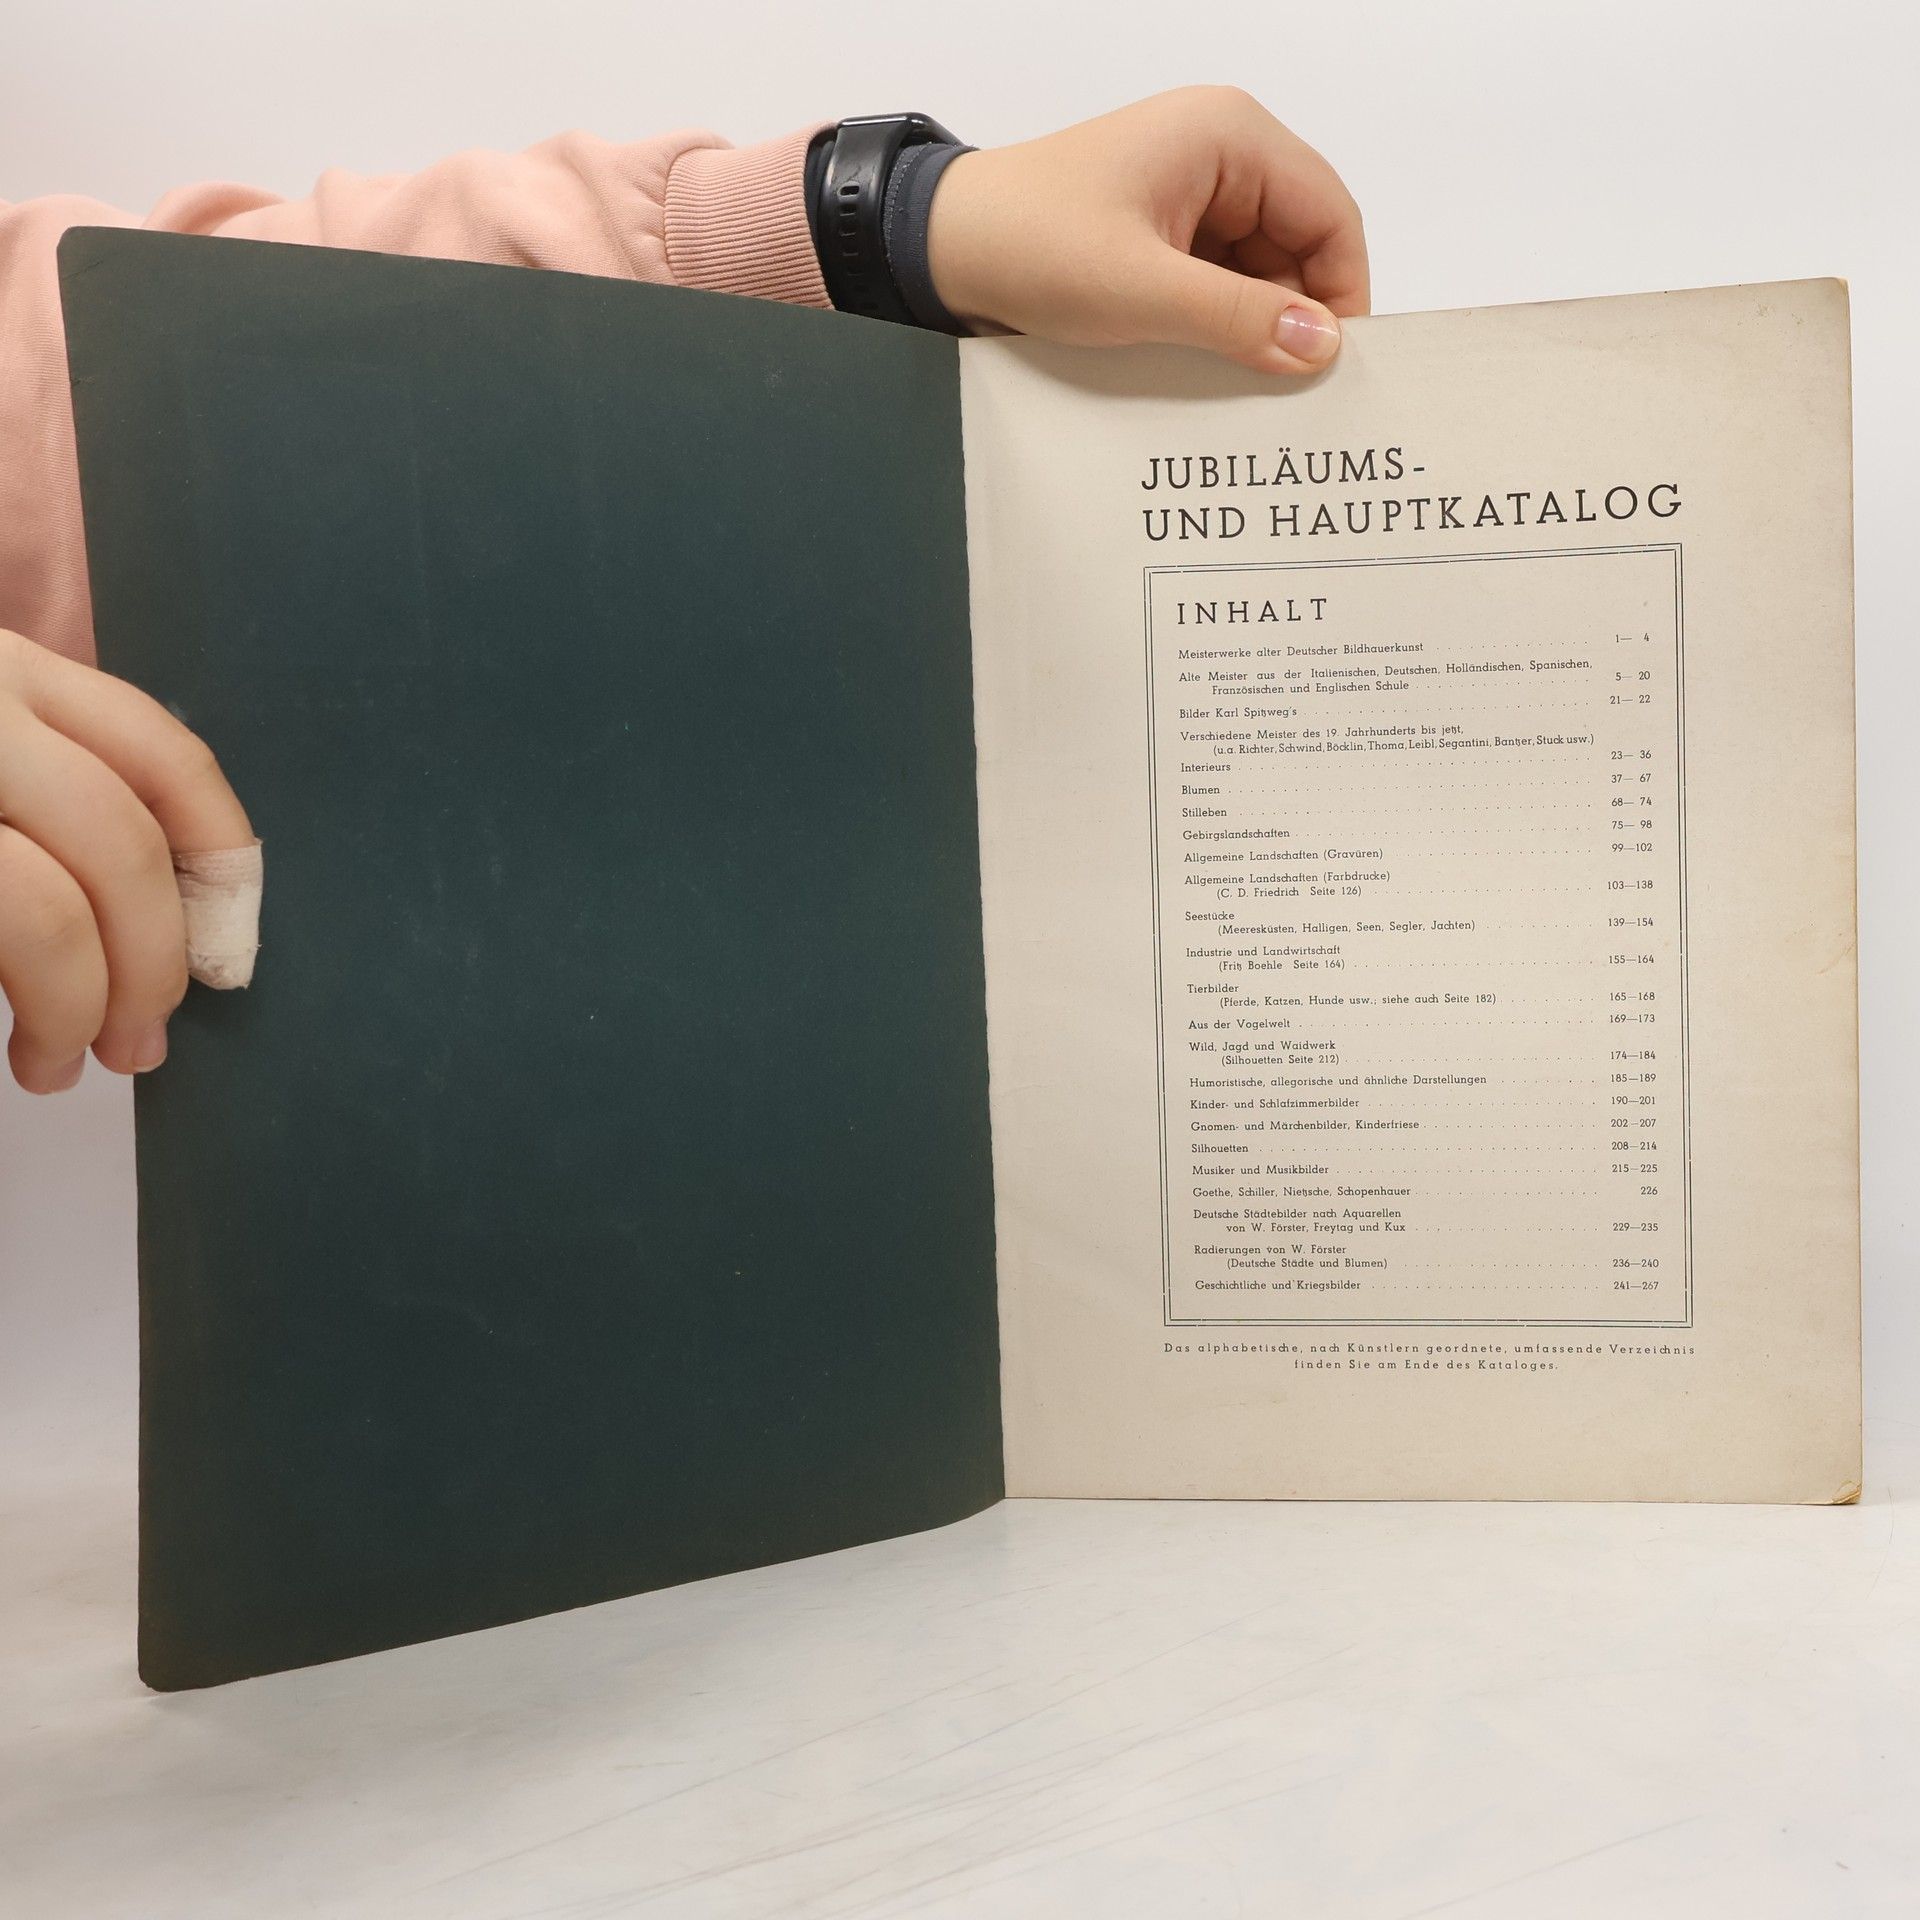 JUBILÄUMS-
UND HAUPTKATALOG
INHALT
Meisterwerke alter Deutscher Bildhauerkunst . . . . . . . . . . . . . . 1— 4
Alte Meister aus der Italienischen, Deutschen, Holländischen, Spanischen,
Französischen und Englischen Schule . . . . . . . . . . . . . . . . 5— 20
Bilder Karl Spitzweg's . . . . . . . . . . . . . . . . . . . . . . . . 21— 22
Verschiedene Meister des 19. Jahrhunderts bis jetzt,
(u. a. Richter, Schwind, Böcklin, Thoma, Leibl, Segantini, Bantzer, Stuck usw.)
Interieurs . . . . . . . . . . . . . . . . . . . . . . . . . . . . . . 23— 36
Blumen . . . . . . . . . . . . . . . . . . . . . . . . . . . . . . . 37— 67
Stilleben . . . . . . . . . . . . . . . . . . . . . . . . . . . . . . 68— 74
Gebirgslandschaften . . . . . . . . . . . . . . . . . . . . . . . . . 75— 98
Allgemeine Landschaften (Gravüren) . . . . . . . . . . . . . . . . . . 99—102
Allgemeine Landschaften (Farbdrucke)
(C. D. Friedrich Seite 126) . . . . . . . . . . . . . . . . . . . . 103—138
Seestücke
(Meeresküsten, Halligen, Seen, Segler, Jachten) . . . . . . . . . . 139—154
Industrie und Landwirtschaft
(Fritz Boehle Seite 164) . . . . . . . . . . . . . . . . . . . . . . 155—164
Tierbilder
(Pferde, Katzen, Hunde usw.; siehe auch Seite 182) . . . . . . . . . 165—168
Aus der Vogelwelt . . . . . . . . . . . . . . . . . . . . . . . . . . 169—173
Wild, Jagd und Waidwerk
(Silhouetten Seite 212) . . . . . . . . . . . . . . . . . . . . . . . 174—184
Humoristische, allegorische und ähnliche Darstellungen . . . . . . . . 185—189
Kinder- und Schlafzimmerbilder . . . . . . . . . . . . . . . . . . . . 190—201
Gnomen- und Märchenbilder, Kinderfriese . . . . . . . . . . . . . . . 202—207
Silhouetten . . . . . . . . . . . . . . . . . . . . . . . . . . . . . 208—214
Musiker und Musikbilder . . . . . . . . . . . . . . . . . . . . . . . 215—225
Goethe, Schiller, Nietzsche, Schopenhauer . . . . . . . . . . . . . . . 226
Deutsche Städtebilder nach Aquarellen
von W. Förster, Freytag und Kux . . . . . . . . . . . . . . . . . . 229—235
Radierungen von W. Förster
(Deutsche Städte und Blumen) . . . . . . . . . . . . . . . . . . . . 236—240
Geschichtliche und Kriegsbilder . . . . . . . . . . . . . . . . . . . . 241—267
Das alphabetische, nach Künstlern geordnete, umfassende Verzeichnis
finden Sie am Ende des Kataloges.